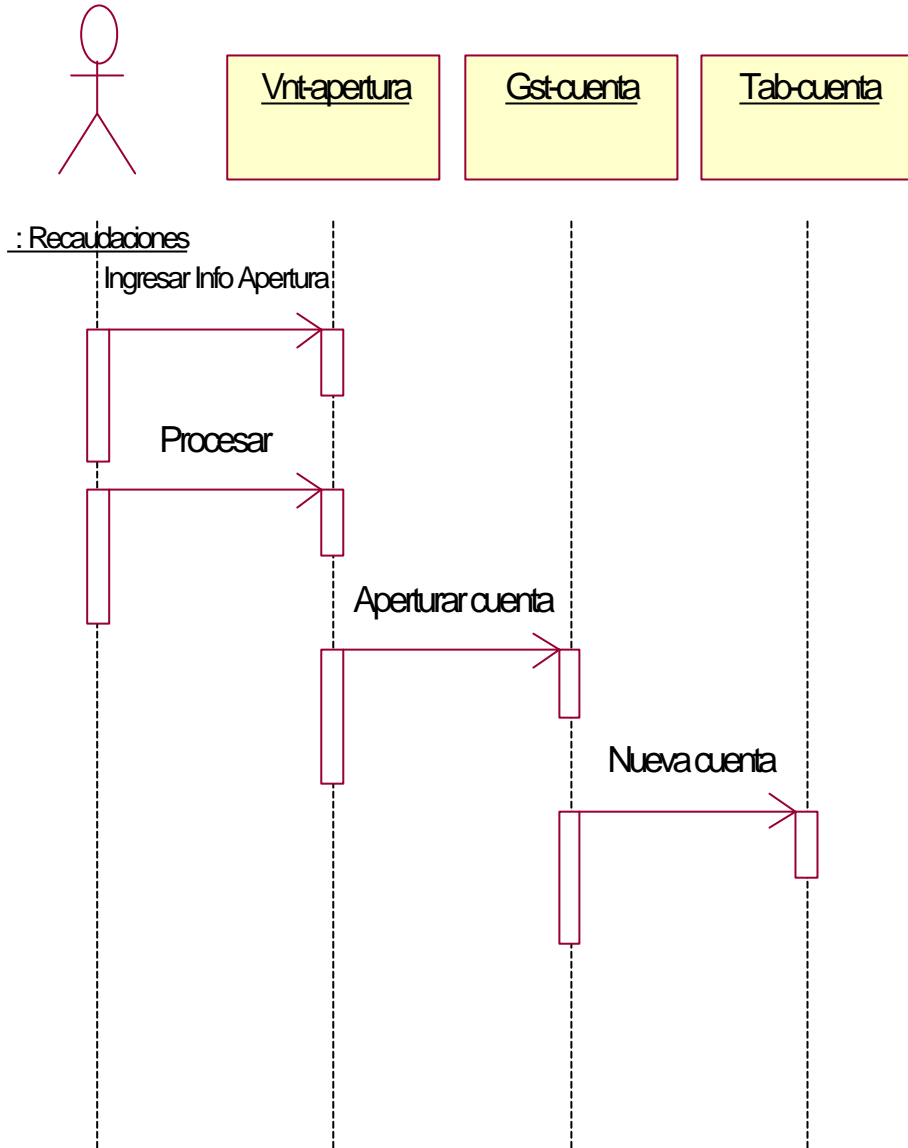 Vnt-apertura
Gst-cuenta
Tab-cuenta
: Recaudaciones
Ingresar Info Apertura
Procesar
Aperturar cuenta
Nueva cuenta